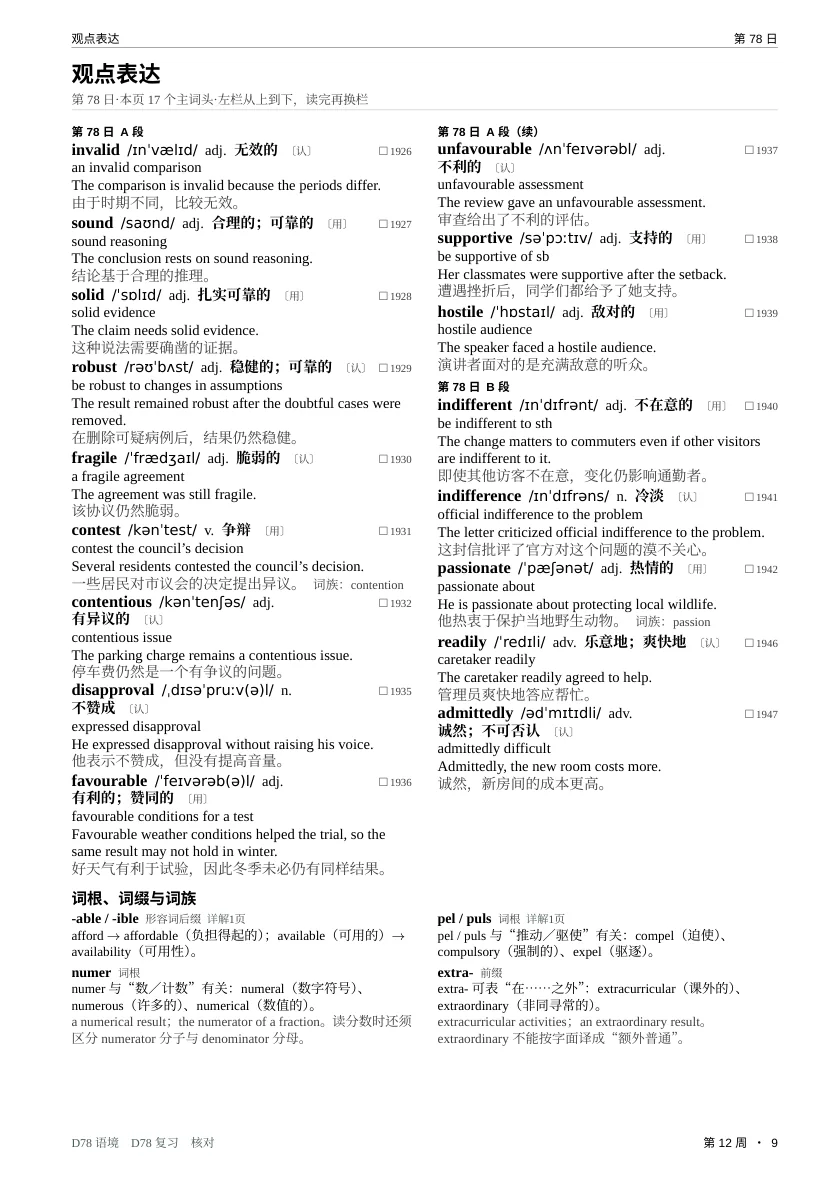 观点表达 第 78 日
观点表达
第 78 日·本页 17 个主词头·左栏从上到下，读完再换栏
第 78 日 A 段
invalid /ɪnˈvælɪd/ adj. 无效的 〔认〕 □ 1926
an invalid comparison
The comparison is invalid because the periods differ.
由于时期不同，比较无效。
sound /saʊnd/ adj. 合理的；可靠的 〔用〕 □ 1927
sound reasoning
The conclusion rests on sound reasoning.
结论基于合理的推理。
solid /ˈsɒlɪd/ adj. 扎实可靠的 〔用〕 □ 1928
solid evidence
The claim needs solid evidence.
这种说法需要确凿的证据。
robust /rəʊˈbʌst/ adj. 稳健的；可靠的 〔认〕 □ 1929
be robust to changes in assumptions
The result remained robust after the doubtful cases were
removed.
在删除可疑病例后，结果仍然稳健。
fragile /ˈfrædʒaɪl/ adj. 脆弱的 〔认〕 □ 1930
a fragile agreement
The agreement was still fragile.
该协议仍然脆弱。
contest /kənˈtest/ v. 争辩 〔用〕 □ 1931
contest the council’s decision
Several residents contested the council’s decision.
一些居民对市议会的决定提出异议。 词族：contention
contentious /kənˈtenʃəs/ adj. □ 1932
有异议的 〔认〕
contentious issue
The parking charge remains a contentious issue.
停车费仍然是一个有争议的问题。
disapproval /ˌdɪsəˈpruːv(ə)l/ n. □ 1935
不赞成 〔认〕
expressed disapproval
He expressed disapproval without raising his voice.
他表示不赞成，但没有提高音量。
favourable /ˈfeɪvərəb(ə)l/ adj. □ 1936
有利的；赞同的 〔用〕
favourable conditions for a test
Favourable weather conditions helped the trial, so the
same result may not hold in winter.
好天气有利于试验，因此冬季未必仍有同样结果。
第 78 日 A 段（续）
unfavourable /ʌnˈfeɪvərəbl/ adj. □ 1937
不利的 〔认〕
unfavourable assessment
The review gave an unfavourable assessment.
审查给出了不利的评估。
supportive /səˈpɔːtɪv/ adj. 支持的 〔用〕 □ 1938
be supportive of sb
Her classmates were supportive after the setback.
遭遇挫折后，同学们都给予了她支持。
hostile /ˈhɒstaɪl/ adj. 敌对的 〔用〕 □ 1939
hostile audience
The speaker faced a hostile audience.
演讲者面对的是充满敌意的听众。
第 78 日 B 段
indifferent /ɪnˈdɪfrənt/ adj. 不在意的 〔用〕 □ 1940
be indifferent to sth
The change matters to commuters even if other visitors
are indifferent to it.
即使其他访客不在意，变化仍影响通勤者。
indifference /ɪnˈdɪfrəns/ n. 冷淡 〔认〕 □ 1941
official indifference to the problem
The letter criticized official indifference to the problem.
这封信批评了官方对这个问题的漠不关心。
passionate /ˈpæʃənət/ adj. 热情的 〔用〕 □ 1942
passionate about
He is passionate about protecting local wildlife.
他热衷于保护当地野生动物。 词族：passion
readily /ˈredɪli/ adv. 乐意地；爽快地 〔认〕 □ 1946
caretaker readily
The caretaker readily agreed to help.
管理员爽快地答应帮忙。
admittedly /ədˈmɪtɪdli/ adv. □ 1947
诚然；不可否认 〔认〕
admittedly difficult
Admittedly, the new room costs more.
诚然，新房间的成本更高。
词根、词缀与词族
-able / -ible 形容词后缀 详解1页
afford → affordable（负担得起的）；available（可用的）→
availability（可用性）。
numer 词根
numer 与“数／计数”有关：numeral（数字符号）、
numerous（许多的）、numerical（数值的）。
a numerical result；the numerator of a fraction。读分数时还须
区分 numerator 分子与 denominator 分母。
pel / puls 词根 详解1页
pel / puls 与“推动／驱使”有关：compel（迫使）、
compulsory（强制的）、expel（驱逐）。
extra- 前缀
extra- 可表“在……之外”：extracurricular（课外的）、
extraordinary（非同寻常的）。
extracurricular activities；an extraordinary result。
extraordinary 不能按字面译成“额外普通”。
D78 语境 D78 复习 核对 第 12 周 · 9